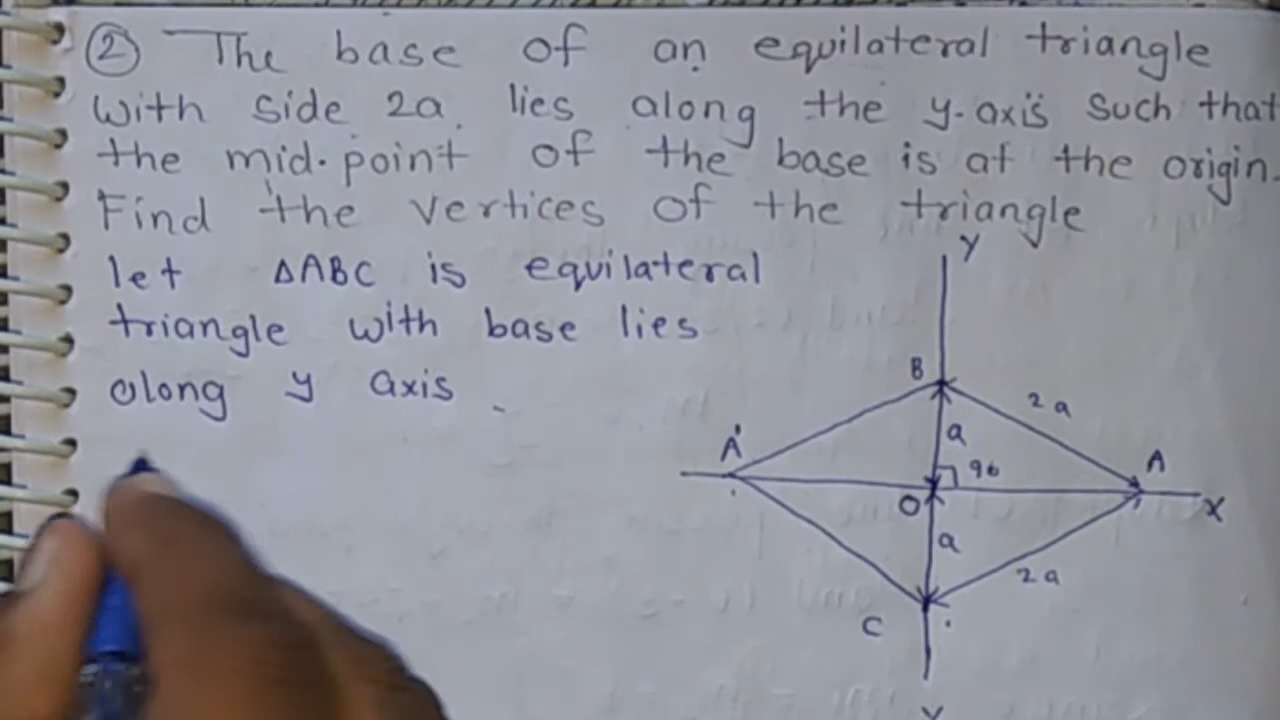 ② The base of an equilateral triangle
with side 2a lies along the y-axis such that
the mid-point of the base is at the origin.
Find the vertices of the triangle
let ΔABC is equilateral
triangle with base lies
along y axis
Y
B
2a
a
A'
90
A
O
X
a
2a
C
Y